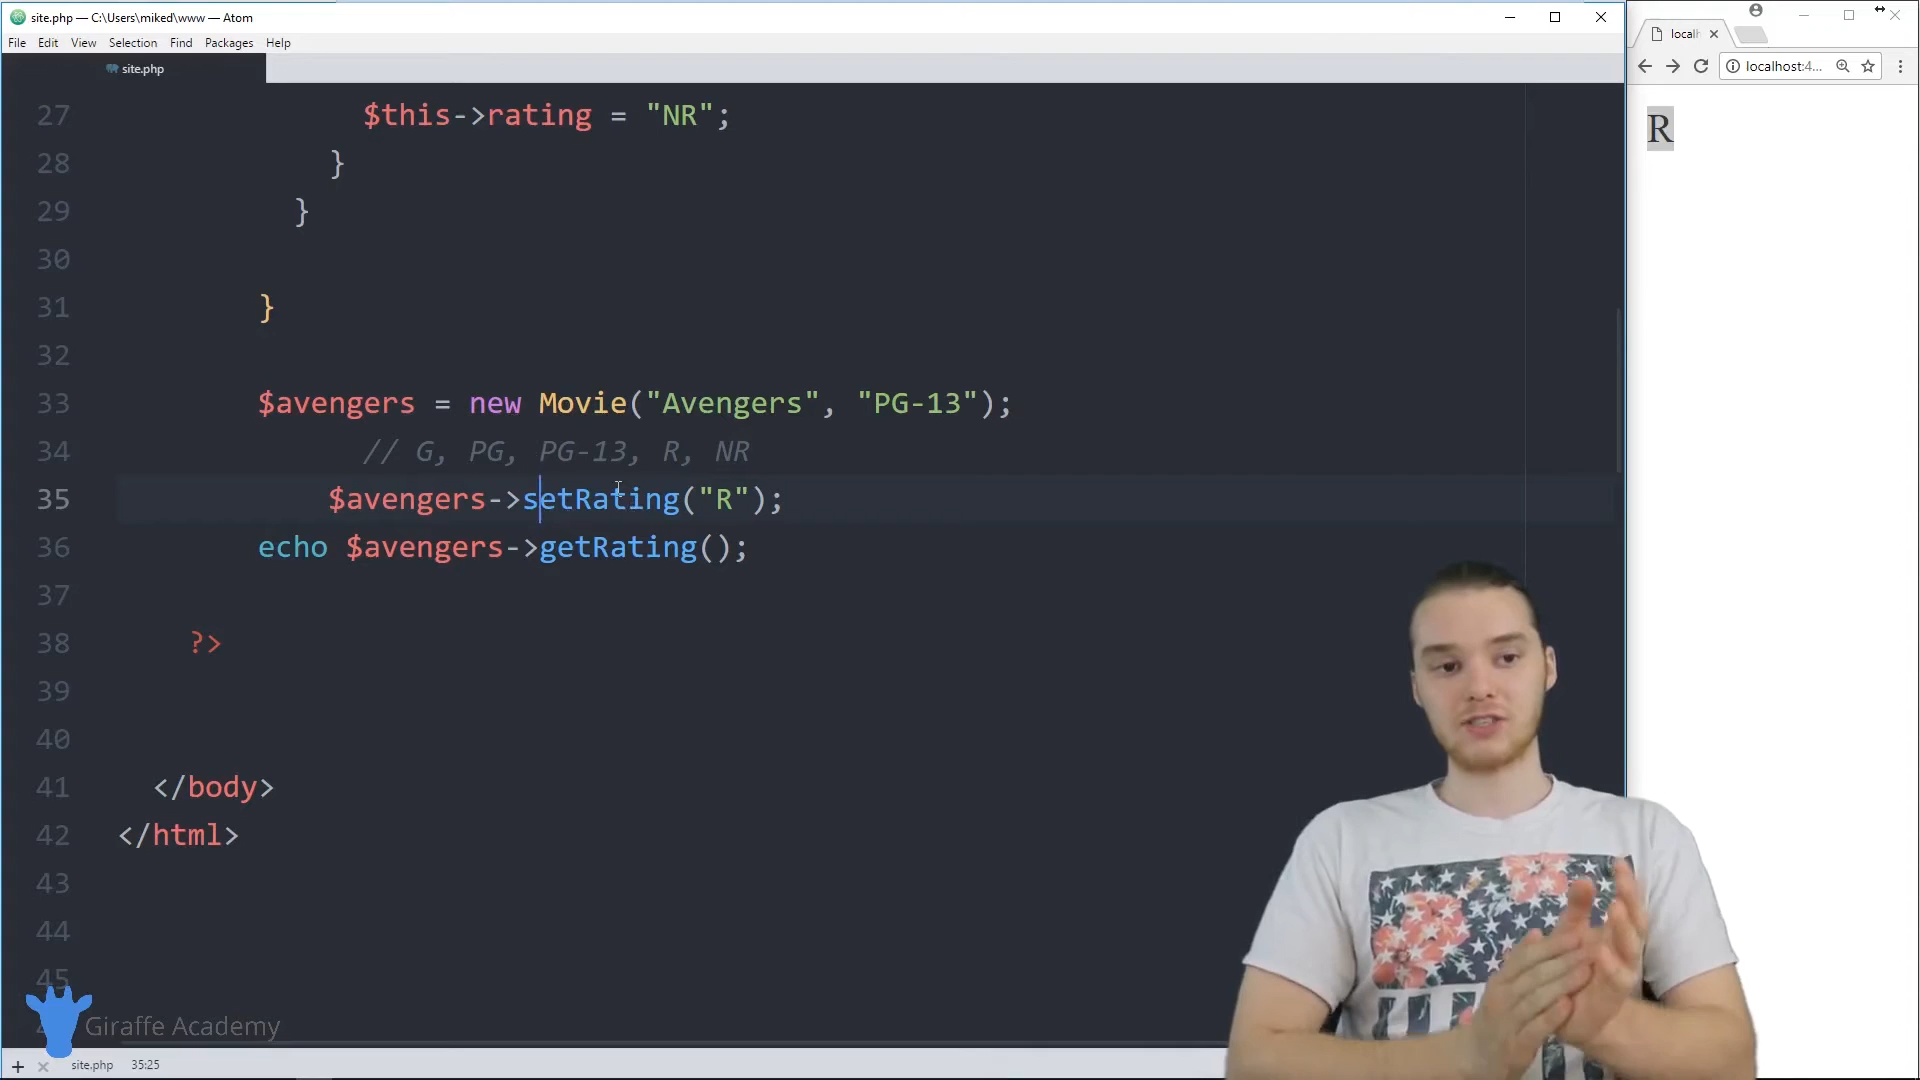 site.php — C:\Users\miked\www — Atom
File Edit View Selection Find Packages Help
site.php
27 $this->rating = "NR";
28 }
29 }
30
31 }
32
33 $avengers = new Movie("Avengers", "PG-13");
34 // G, PG, PG-13, R, NR
35 $avengers->setRating("R");
36 echo $avengers->getRating();
37
38 ?>
39
40
41 </body>
42 </html>
43
44
45
Giraffe Academy
site.php 35:25
local
localhost:4...
R